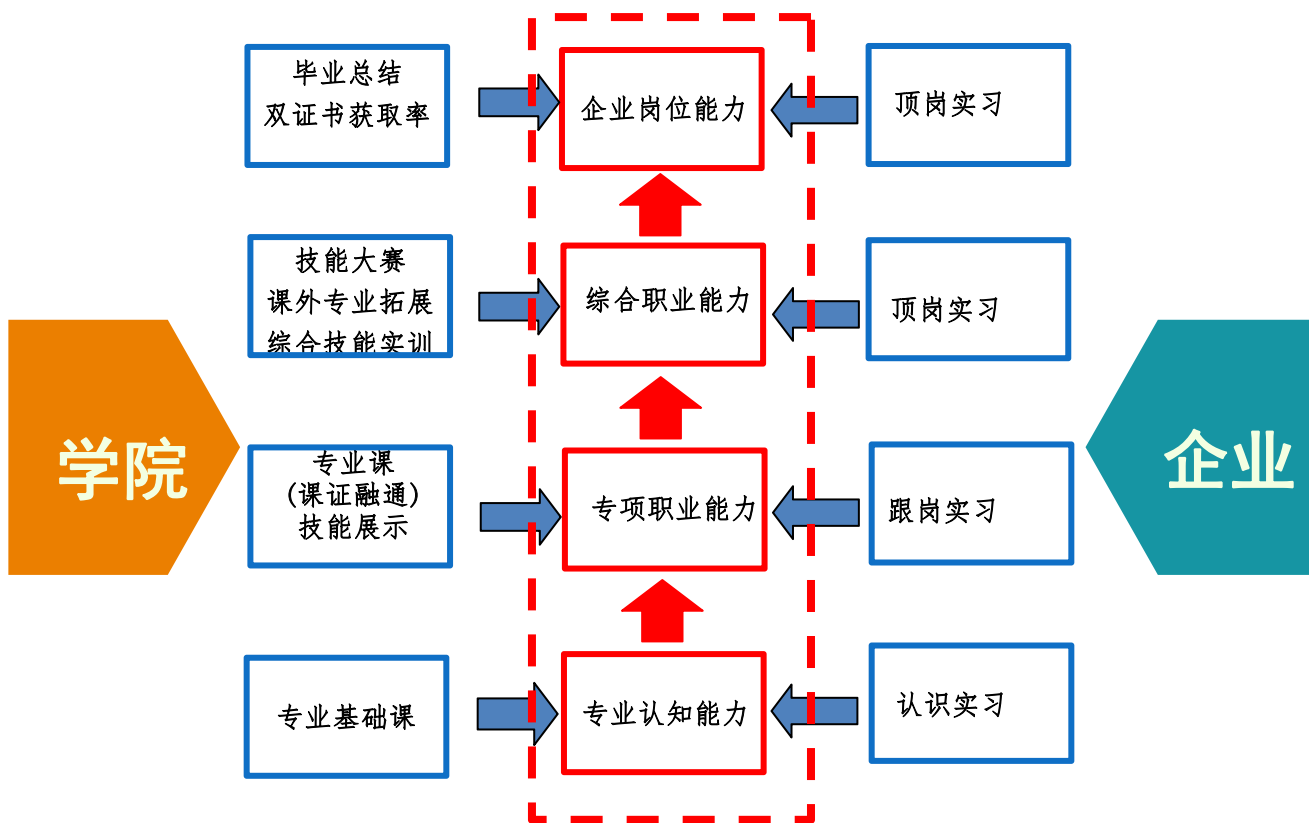 毕业总结
双证书获取率
企业岗位能力
顶岗实习
技能大赛
课外专业拓展
综合技能实训
综合职业能力
顶岗实习
学院
企业
专业课
(课证融通)
技能展示
专项职业能力
跟岗实习
专业基础课
专业认知能力
认识实习